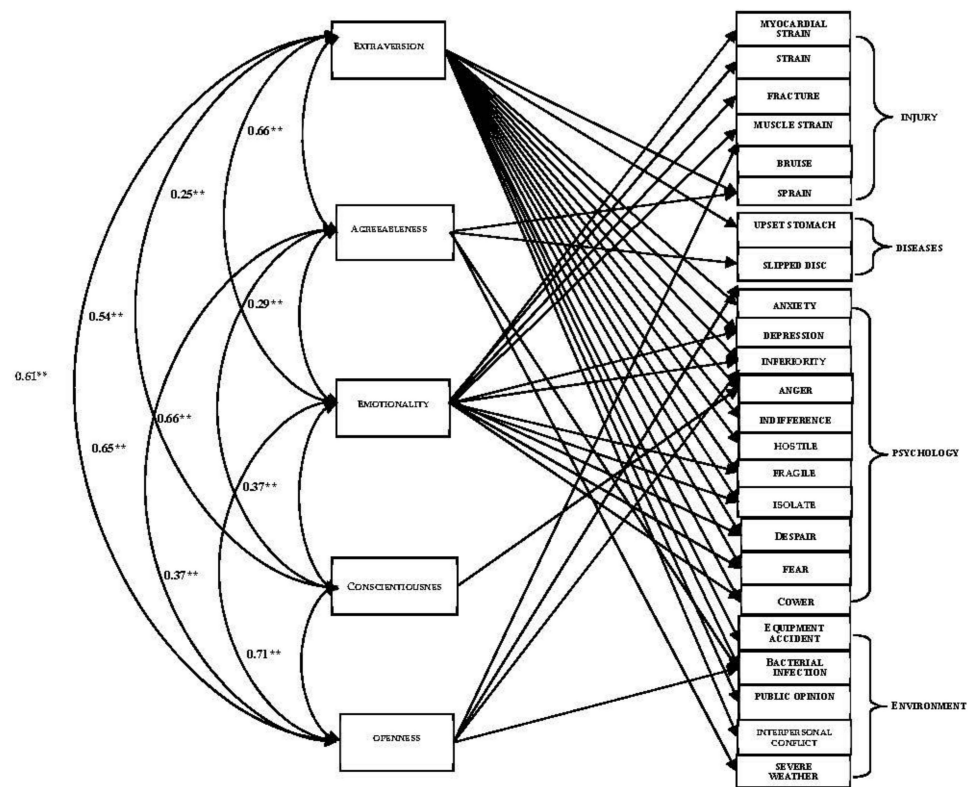 EXTRAVERSION
AGREEABLENESS
EMOTIONALITY
CONSCIENTIOUSNES
OPENNESS
0.66**
0.25**
0.29**
0.54**
0.61**
0.66**
0.65**
0.37**
0.37**
0.71**
MYOCARDIAL
STRAIN
STRAIN
FRACTURE
MUSCLE STRAIN
BRUISE
SPRAIN
INJURY
UPSET STOMACH
SLIPPED DISC
DISEASES
ANXIETY
DEPRESSION
INFERIORITY
ANGER
INDIFFERENCE
HOSTILE
FRAGILE
ISOLATE
DESPAIR
FEAR
COWER
PSYCHOLOGY
EQUIPMENT
ACCIDENT
BACTERIAL
INFECTION
PUBLIC OPINION
INTERPERSONAL
CONFLICT
SEVERE
WEATHER
ENVIRONMENT